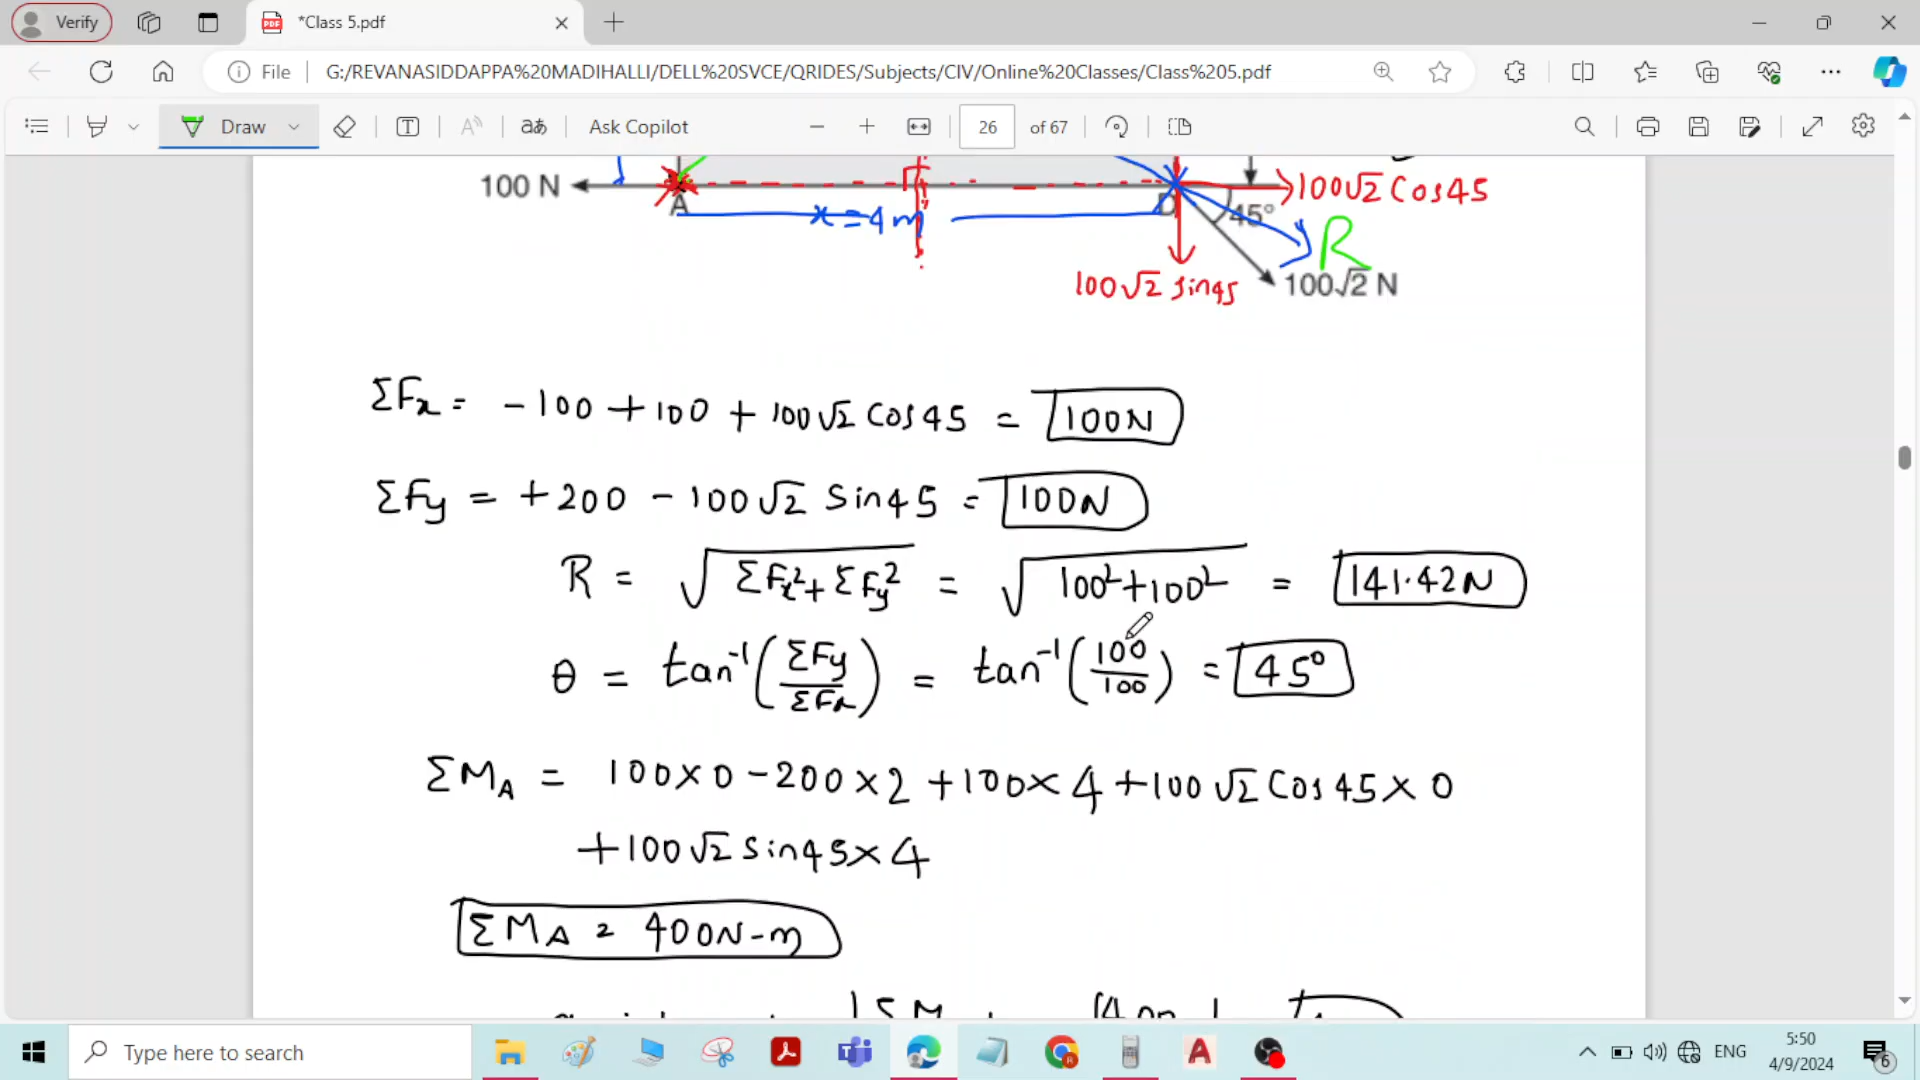 Verify
*Class 5.pdf
File
G:/REVANASIDDAPPA%20MADIHALLI/DELL%20SVCE/QRIDES/Subjects/CIV/Online%20Classes/Class%205.pdf
Draw
Ask Copilot
26 of 67
100 N
A
x = 4 m
D
45°
100√2 Cos45
R
100√2 sin45
100√2 N
ΣFx = -100 + 100 + 100√2 Cos45 = 100N
ΣFy = +200 - 100√2 Sin45 = 100N
R = √ΣFx²+ΣFy² = √100²+100² = 141.42N
θ = tan⁻¹(ΣFy/ΣFx) = tan⁻¹(100/100) = 45°
ΣMA = 100×0 - 200×2 + 100×4 + 100√2 Cos45×0
+100√2 sin45×4
ΣMA = 400N-m
Type here to search
ENG
5:50
4/9/2024
6